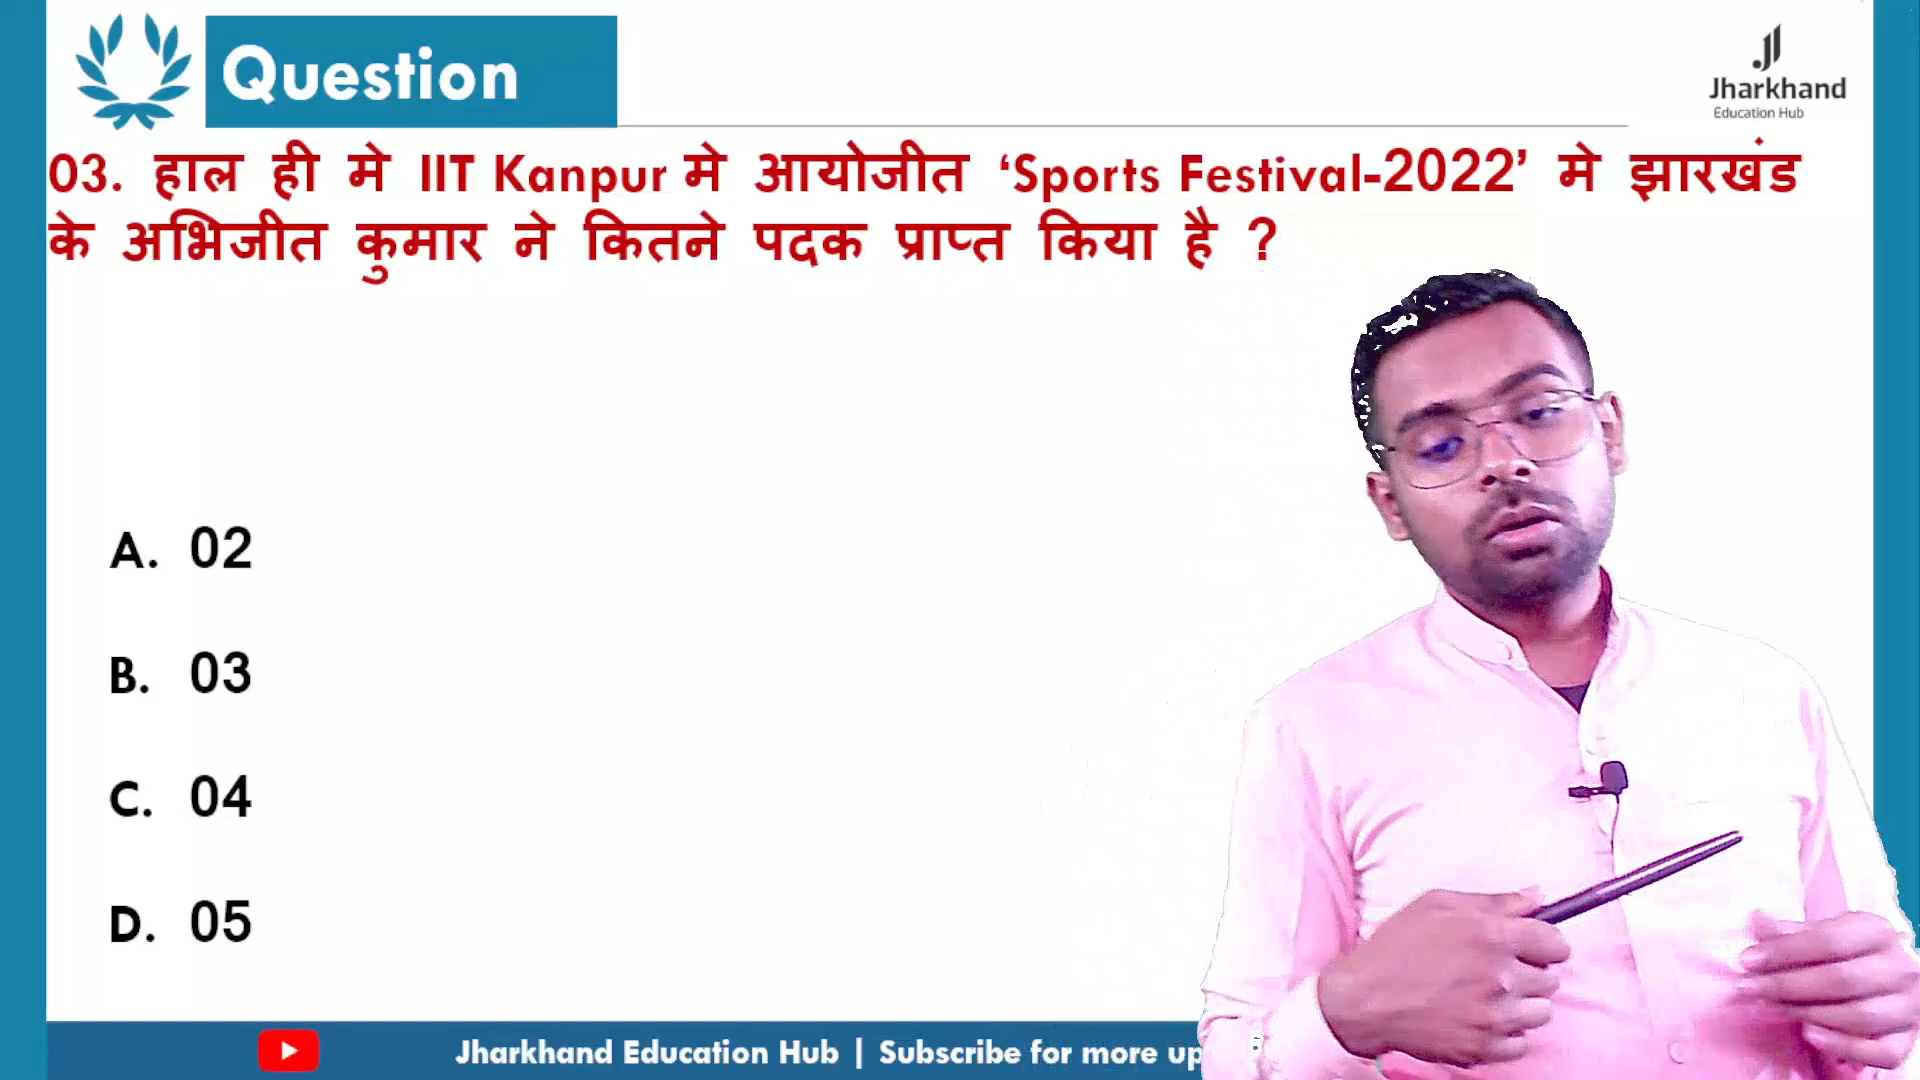 Question
Jharkhand
Education Hub
03. हाल ही मे IIT Kanpur मे आयोजीत ‘Sports Festival-2022’ मे झारखंड
के अभिजीत कुमार ने कितने पदक प्राप्त किया है ?
A. 02
B. 03
C. 04
D. 05
Jharkhand Education Hub | Subscribe for more up